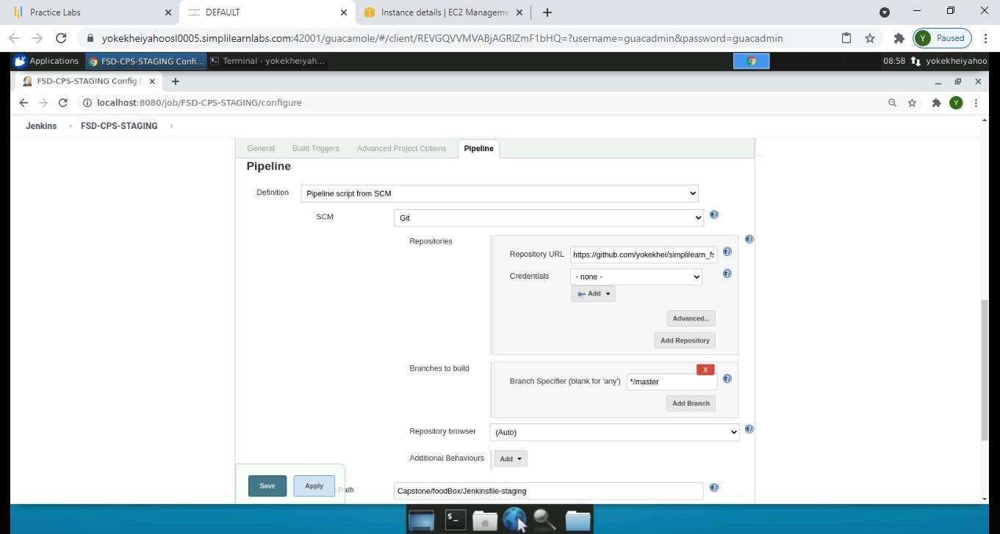 Practice Labs
DEFAULT
Instance details | EC2 Manageme
yokekheiyahoosl0005.simplilearnlabs.com:42001/guacamole/#/client/REVGQVVMVABjAGRlZmF1bHQ=?username=guacadmin&password=guacadmin
Y Paused
Applications
FSD-CPS-STAGING Confi...
Terminal - yokekheiyah...
08:58
yokekheiyahoo
FSD-CPS-STAGING Config [
localhost:8080/job/FSD-CPS-STAGING/configure
Y
Jenkins
FSD-CPS-STAGING
General Build Triggers Advanced Project Options Pipeline
Pipeline
Definition
Pipeline script from SCM
SCM
Git
Repositories
Repository URL
https://github.com/yokekhei/simplilearn_fs
Credentials
- none -
Add
Advanced...
Add Repository
Branches to build
X
Branch Specifier (blank for 'any')
*/master
Add Branch
Repository browser
(Auto)
Additional Behaviours
Add
Save
Apply
Path
Capstone/foodBox/Jenkinsfile-staging